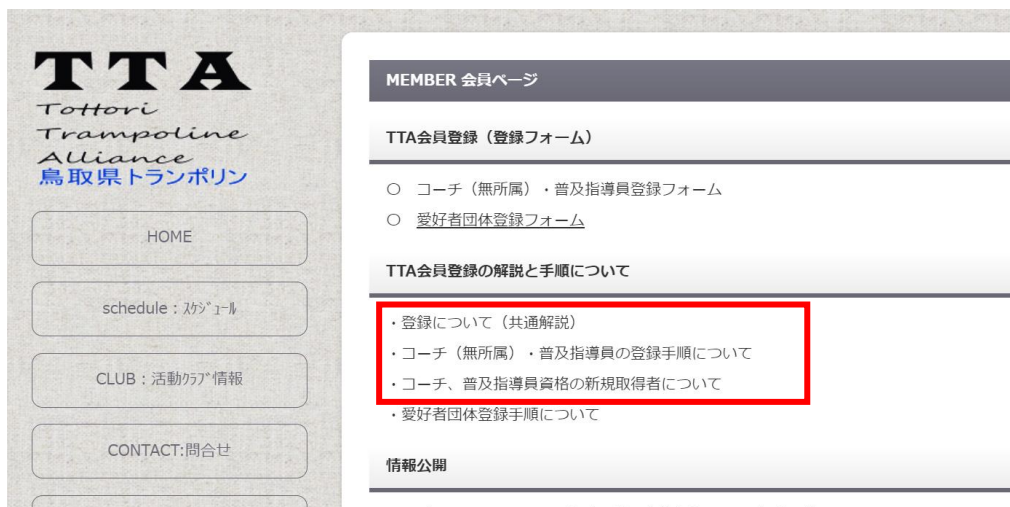 TTA
Tottori
Trampoline
Alliance
鳥取県トランポリン
HOME
schedule : ｽｹｼﾞｭｰﾙ
CLUB : 活動ｸﾗﾌﾞ情報
CONTACT:問合せ
MEMBER 会員ページ
TTA会員登録（登録フォーム）
○ コーチ（無所属）・普及指導員登録フォーム
○ 愛好者団体登録フォーム
TTA会員登録の解説と手順について
・登録について（共通解説）
・コーチ（無所属）・普及指導員の登録手順について
・コーチ、普及指導員資格の新規取得者について
・愛好者団体登録手順について
情報公開